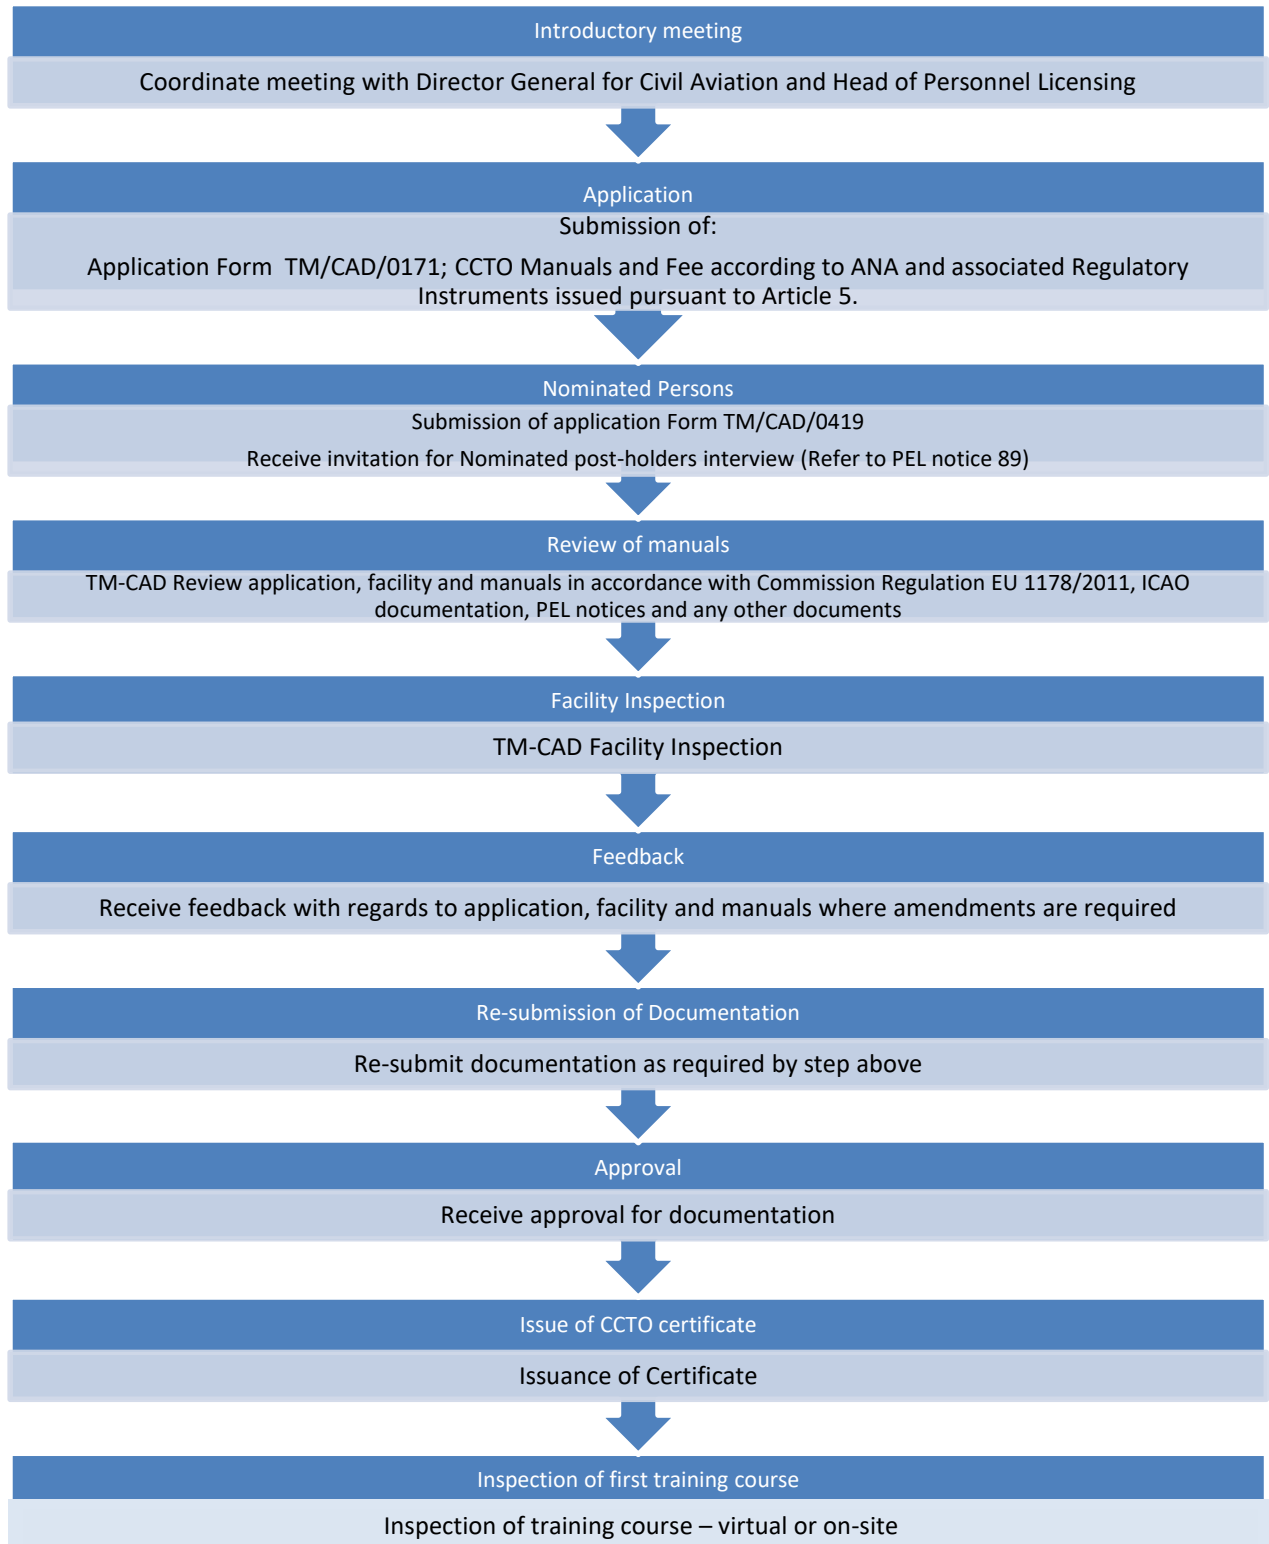 Introductory meeting
Coordinate meeting with Director General for Civil Aviation and Head of Personnel Licensing
Application
Submission of:
Application Form  TM/CAD/0171; CCTO Manuals and Fee according to ANA and associated Regulatory
Instruments issued pursuant to Article 5.
Nominated Persons
Submission of application Form TM/CAD/0419
Receive invitation for Nominated post-holders interview (Refer to PEL notice 89)
Review of manuals
TM-CAD Review application, facility and manuals in accordance with Commission Regulation EU 1178/2011, ICAO
documentation, PEL notices and any other documents
Facility Inspection
TM-CAD Facility Inspection
Feedback
Receive feedback with regards to application, facility and manuals where amendments are required
Re-submission of Documentation
Re-submit documentation as required by step above
Approval
Receive approval for documentation
Issue of CCTO certificate
Issuance of Certificate
Inspection of first training course
Inspection of training course – virtual or on-site